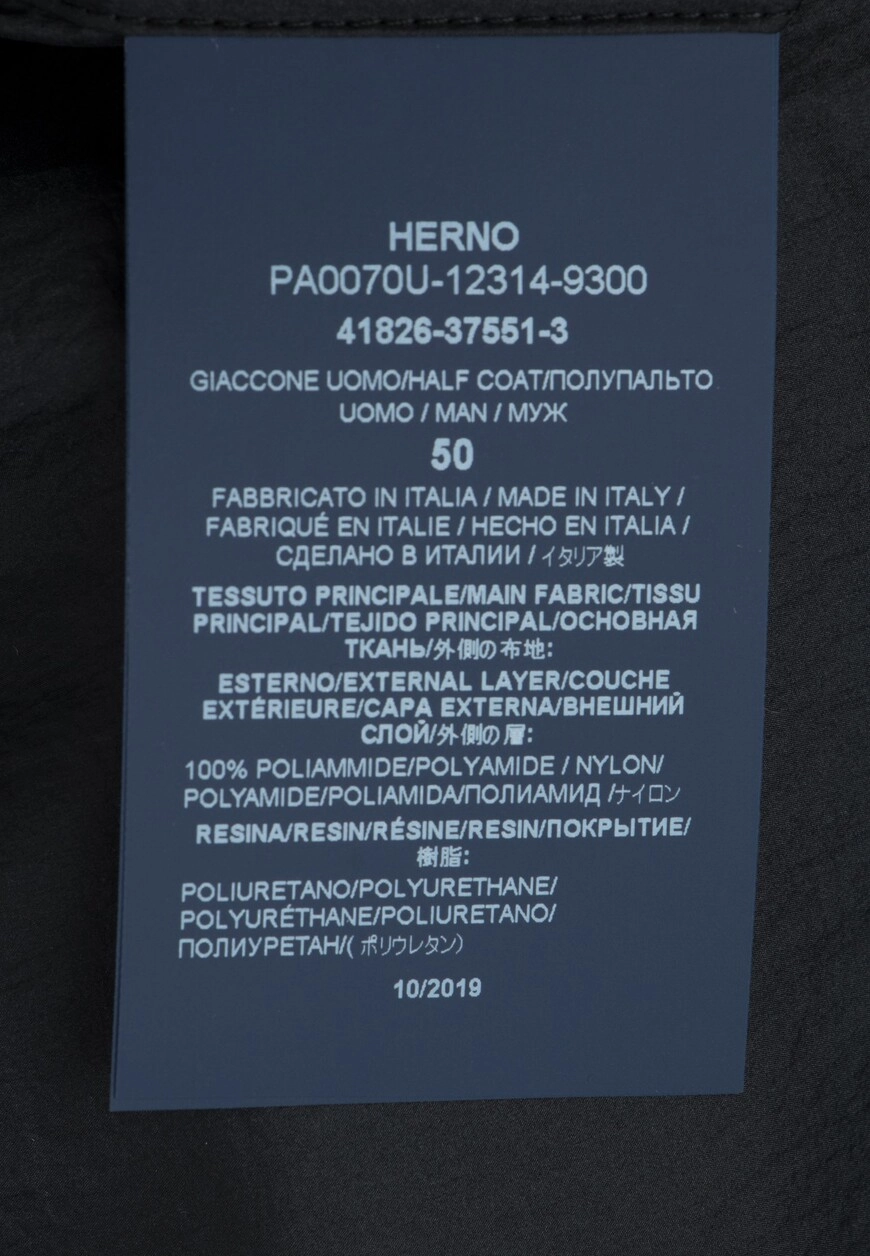 HERNO
PA0070U-12314-9300
41826-37551-3
GIACCONE UOMO/HALF COAT/ПОЛУПАЛЬТО
UOMO / MAN / МУЖ
50
FABBRICATO IN ITALIA / MADE IN ITALY /
FABRIQUÉ EN ITALIE / HECHO EN ITALIA /
СДЕЛАНО В ИТАЛИИ / イタリア製
TESSUTO PRINCIPALE/MAIN FABRIC/TISSU
PRINCIPAL/TEJIDO PRINCIPAL/ОСНОВНАЯ
ТКАНЬ/外側の布地:
ESTERNO/EXTERNAL LAYER/COUCHE
EXTÉRIEURE/CAPA EXTERNA/ВНЕШНИЙ
СЛОЙ/外側の層:
100% POLIAMMIDE/POLYAMIDE / NYLON/
POLYAMIDE/POLIAMIDA/ПОЛИАМИД /ナイロン
RESINA/RESIN/RÉSINE/RESIN/ПОКРЫТИЕ/
樹脂:
POLIURETANO/POLYURETHANE/
POLYURÉTHANE/POLIURETANO/
ПОЛИУРЕТАН/( ポリウレタン)
10/2019